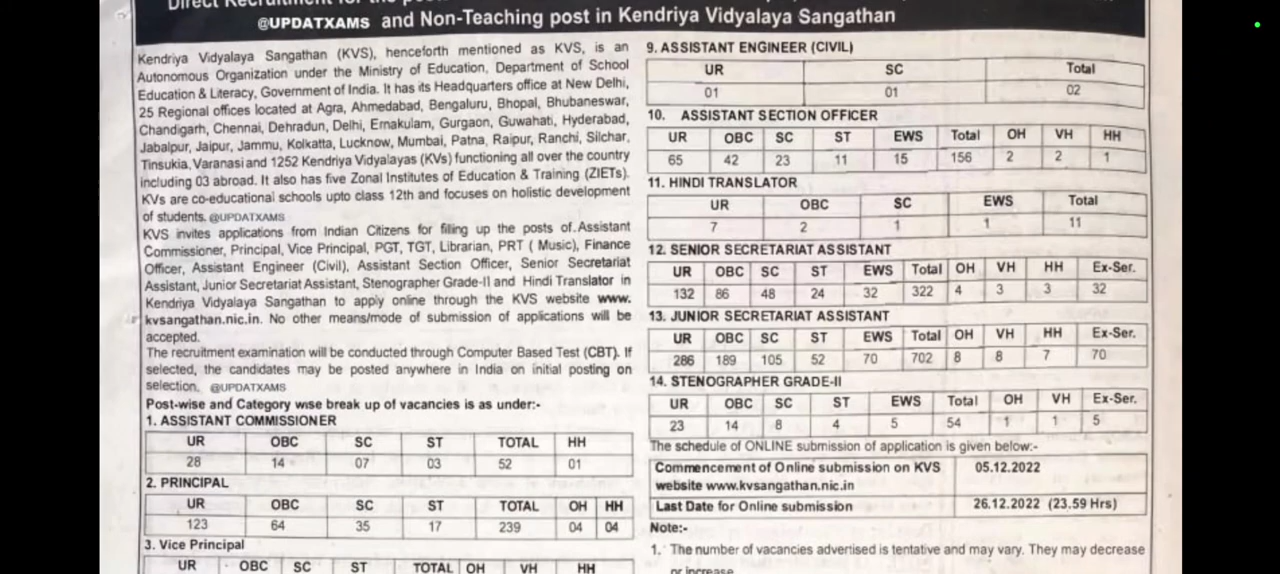 @UPDATXAMS and Non-Teaching post in Kendriya Vidyalaya Sangathan
Kendriya Vidyalaya Sangathan (KVS), henceforth mentioned as KVS, is an
Autonomous Organization under the Ministry of Education, Department of School
Education & Literacy, Government of India. It has its Headquarters office at New Delhi,
25 Regional offices located at Agra, Ahmedabad, Bengaluru, Bhopal, Bhubaneswar,
Chandigarh, Chennai, Dehradun, Delhi, Ernakulam, Gurgaon, Guwahati, Hyderabad,
Jabalpur, Jaipur, Jammu, Kolkatta, Lucknow, Mumbai, Patna, Raipur, Ranchi, Silchar,
Tinsukia, Varanasi and 1252 Kendriya Vidyalayas (KVs) functioning all over the country
including 03 abroad. It also has five Zonal Institutes of Education & Training (ZIETs).
KVs are co-educational schools upto class 12th and focuses on holistic development
of students. @UPDATXAMS
KVS invites applications from Indian Citizens for filling up the posts of Assistant
Commissioner, Principal, Vice Principal, PGT, TGT, Librarian, PRT ( Music), Finance
Officer, Assistant Engineer (Civil), Assistant Section Officer, Senior Secretariat
Assistant, Junior Secretariat Assistant, Stenographer Grade-II and Hindi Translator in
Kendriya Vidyalaya Sangathan to apply online through the KVS website www.
kvsangathan.nic.in. No other means/mode of submission of applications will be
accepted.
The recruitment examination will be conducted through Computer Based Test (CBT). If
selected, the candidates may be posted anywhere in India on initial posting on
selection. @UPDATXAMS
Post-wise and Category wise break up of vacancies is as under:-
1. ASSISTANT COMMISSIONER
UR OBC SC ST TOTAL HH
28 14 07 03 52 01
2. PRINCIPAL
UR OBC SC ST TOTAL OH HH
123 64 35 17 239 04 04
3. Vice Principal
UR OBC SC ST TOTAL OH VH HH
9. ASSISTANT ENGINEER (CIVIL)
UR SC Total
01 01 02
10. ASSISTANT SECTION OFFICER
UR OBC SC ST EWS Total OH VH HH
65 42 23 11 15 156 2 2 1
11. HINDI TRANSLATOR
UR OBC SC EWS Total
7 2 1 1 11
12. SENIOR SECRETARIAT ASSISTANT
UR OBC SC ST EWS Total OH VH HH Ex-Ser.
132 86 48 24 32 322 4 3 3 32
13. JUNIOR SECRETARIAT ASSISTANT
UR OBC SC ST EWS Total OH VH HH Ex-Ser.
286 189 105 52 70 702 8 8 7 70
14. STENOGRAPHER GRADE-II
UR OBC SC ST EWS Total OH VH Ex-Ser.
23 14 8 4 5 54 1 1 5
The schedule of ONLINE submission of application is given below:-
Commencement of Online submission on KVS 05.12.2022
website www.kvsangathan.nic.in
Last Date for Online submission 26.12.2022 (23.59 Hrs)
Note:-
1. The number of vacancies advertised is tentative and may vary. They may decrease
or increase.